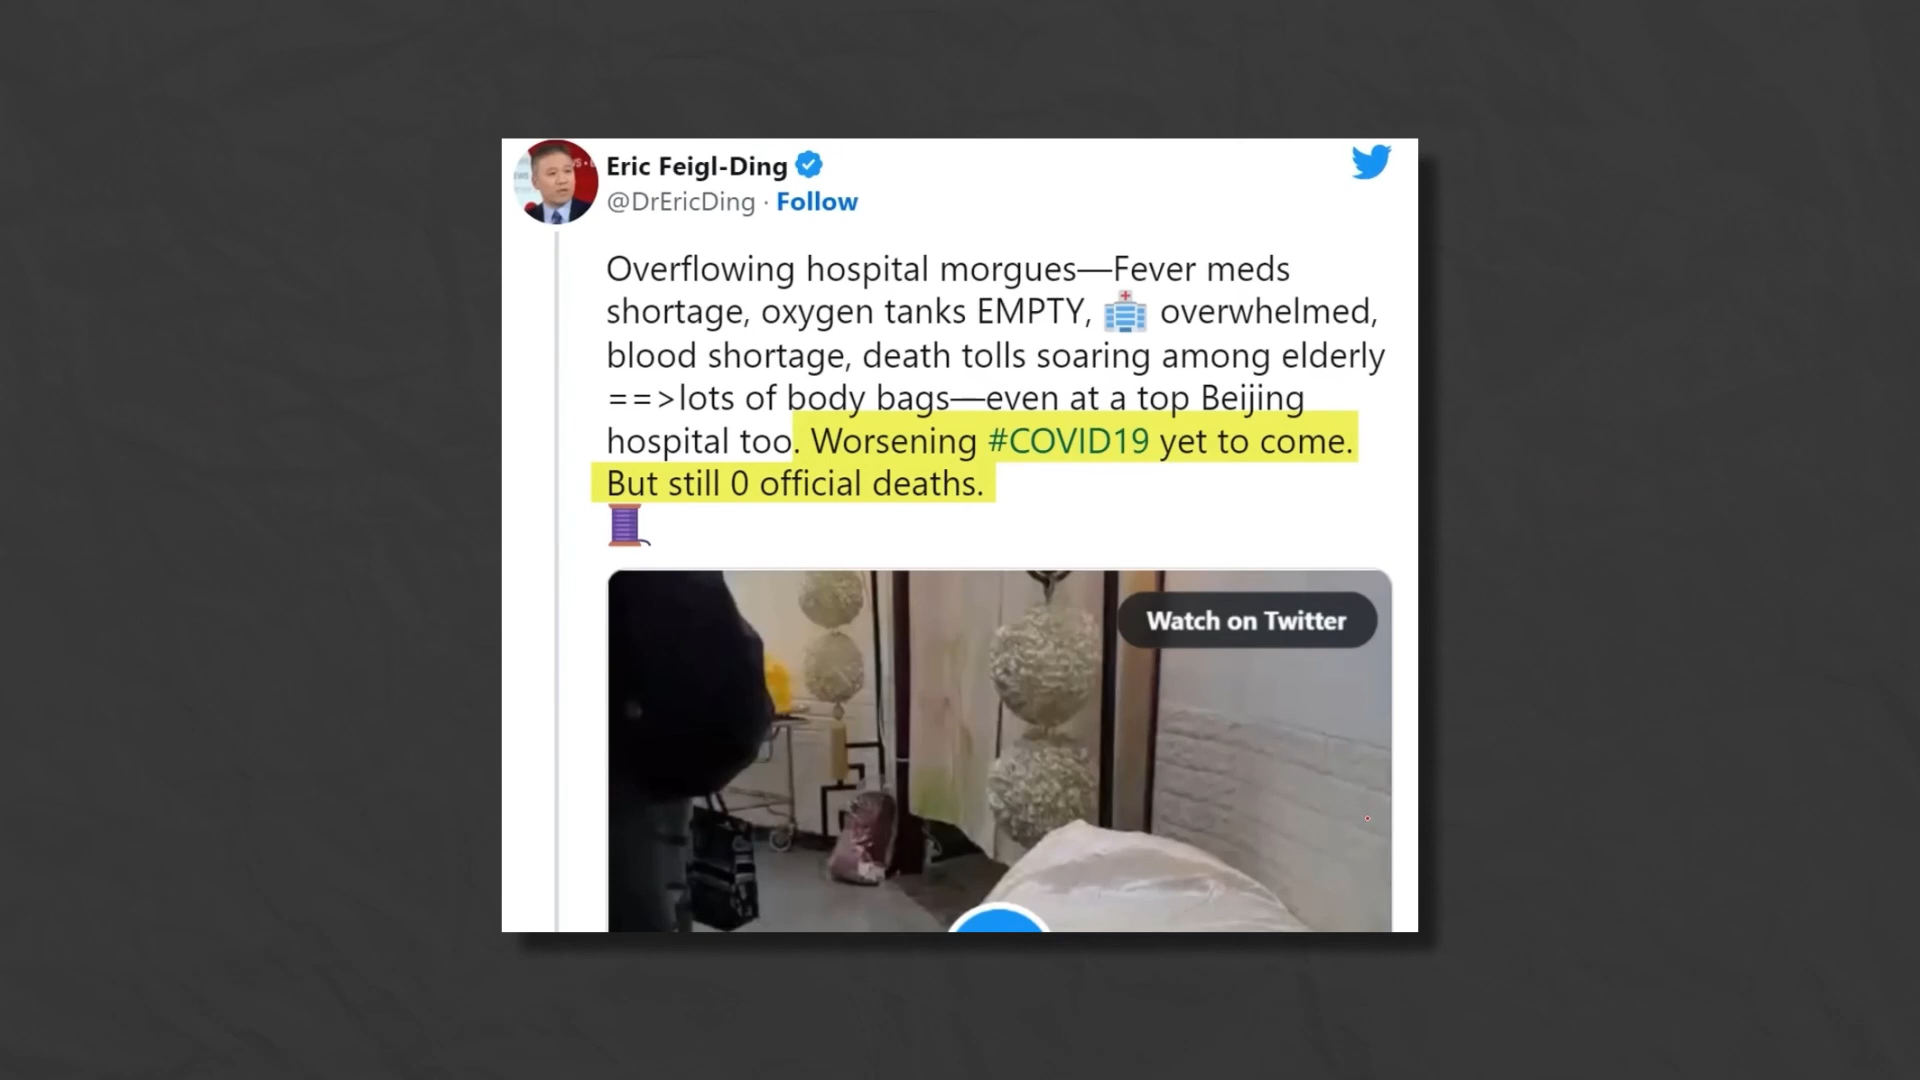 Eric Feigl-Ding
@DrEricDing · Follow
Overflowing hospital morgues—Fever meds
shortage, oxygen tanks EMPTY, 🏥 overwhelmed,
blood shortage, death tolls soaring among elderly
==>lots of body bags—even at a top Beijing
hospital too. Worsening #COVID19 yet to come.
But still 0 official deaths.
🧵
Watch on Twitter